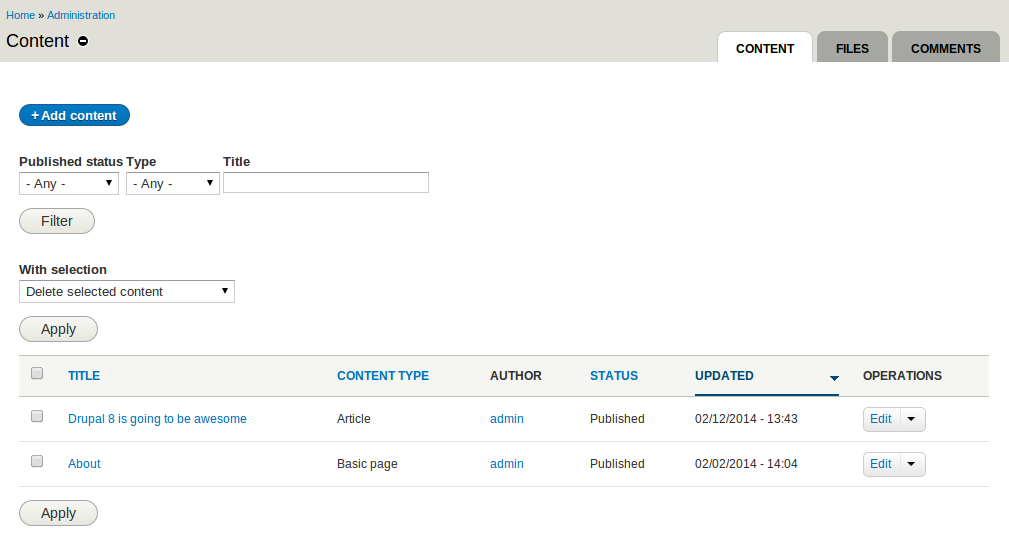 Home » Administration
Content
CONTENT FILES COMMENTS
+ Add content
Published status Type Title
- Any - - Any -
Filter
With selection
Delete selected content
Apply
TITLE CONTENT TYPE AUTHOR STATUS UPDATED OPERATIONS
Drupal 8 is going to be awesome Article admin Published 02/12/2014 - 13:43 Edit
About Basic page admin Published 02/02/2014 - 14:04 Edit
Apply